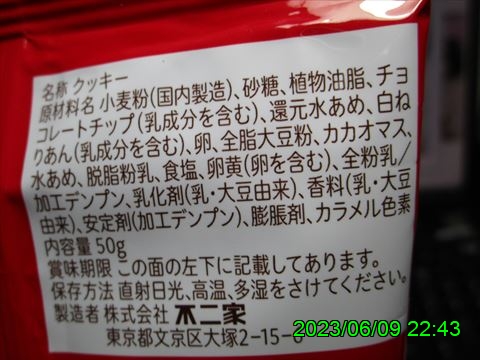 名称 クッキー
原材料名 小麦粉(国内製造)、砂糖、植物油脂、チョ
コレートチップ(乳成分を含む)、還元水あめ、白ね
りあん(乳成分を含む)、卵、全脂大豆粉、カカオマス、
水あめ、脱脂粉乳、食塩、卵黄(卵を含む)、全粉乳/
加工デンプン、乳化剤(乳・大豆由来)、香料(乳・大豆
由来)、安定剤(加工デンプン)、膨脹剤、カラメル色素
内容量 50g
賞味期限 この面の左下に記載してあります。
保存方法 直射日光、高温、多湿をさけてください。
製造者 株式会社 不二家
東京都文京区大塚2-15-6
2023/06/09 22:43